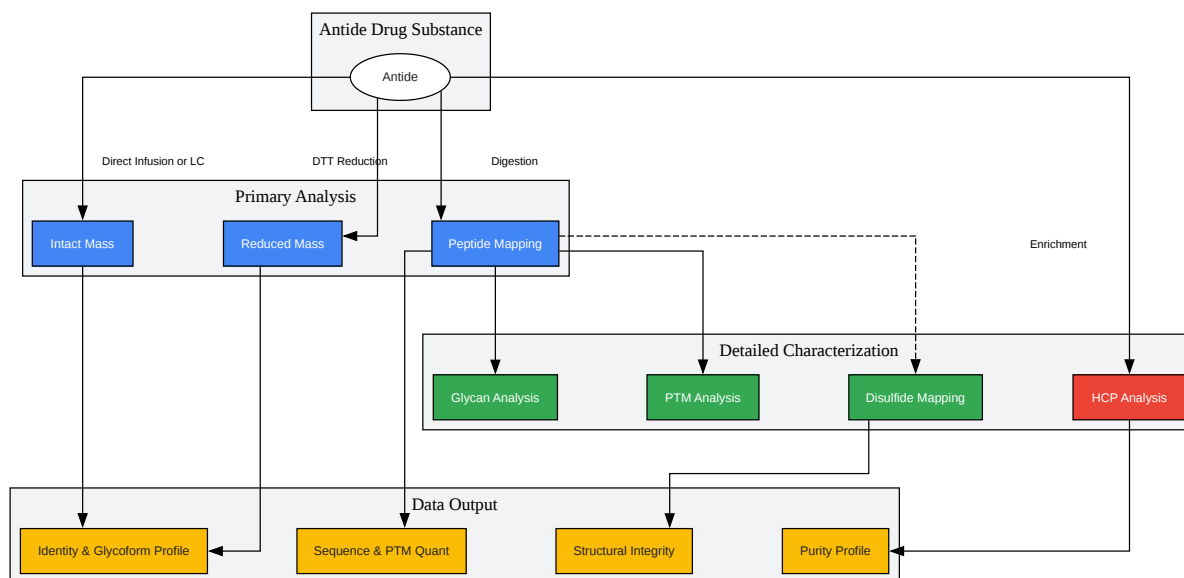 Antide Drug Substance
Antide
Direct Infusion or LC
DTT Reduction
Digestion
Primary Analysis
Intact Mass
Reduced Mass
Peptide Mapping
Enrichment
Detailed Characterization
Glycan Analysis
PTM Analysis
Disulfide Mapping
HCP Analysis
Data Output
Identity & Glycoform Profile
Sequence & PTM Quant
Structural Integrity
Purity Profile